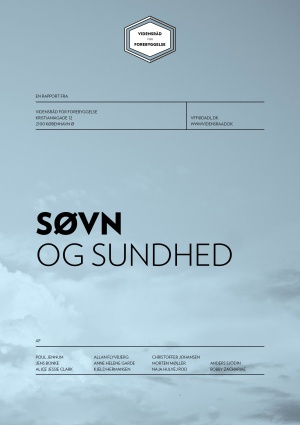 VIDENSRÅD
FOR
FOREBYGGELSE
EN RAPPORT FRA
VIDENSRÅD FOR FOREBYGGELSE
KRISTIANIAGADE 12
2100 KØBENHAVN Ø
VFF@DADL.DK
WWW.VIDENSRAAD.DK
SØVN
OG SUNDHED
AF
POUL JENNUM
JENS BONKE
ALICE JESSIE CLARK
ALLAN FLYVBJERG
ANNE HELENE GARDE
KJELD HERMANSEN
CHRISTOFFER JOHANSEN
MORTEN MØLLER
NAJA HULVEJ ROD
ANDERS SJÖDIN
BOBBY ZACHARIAE